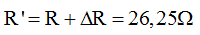 R' = R + ΔR = 26,25Ω